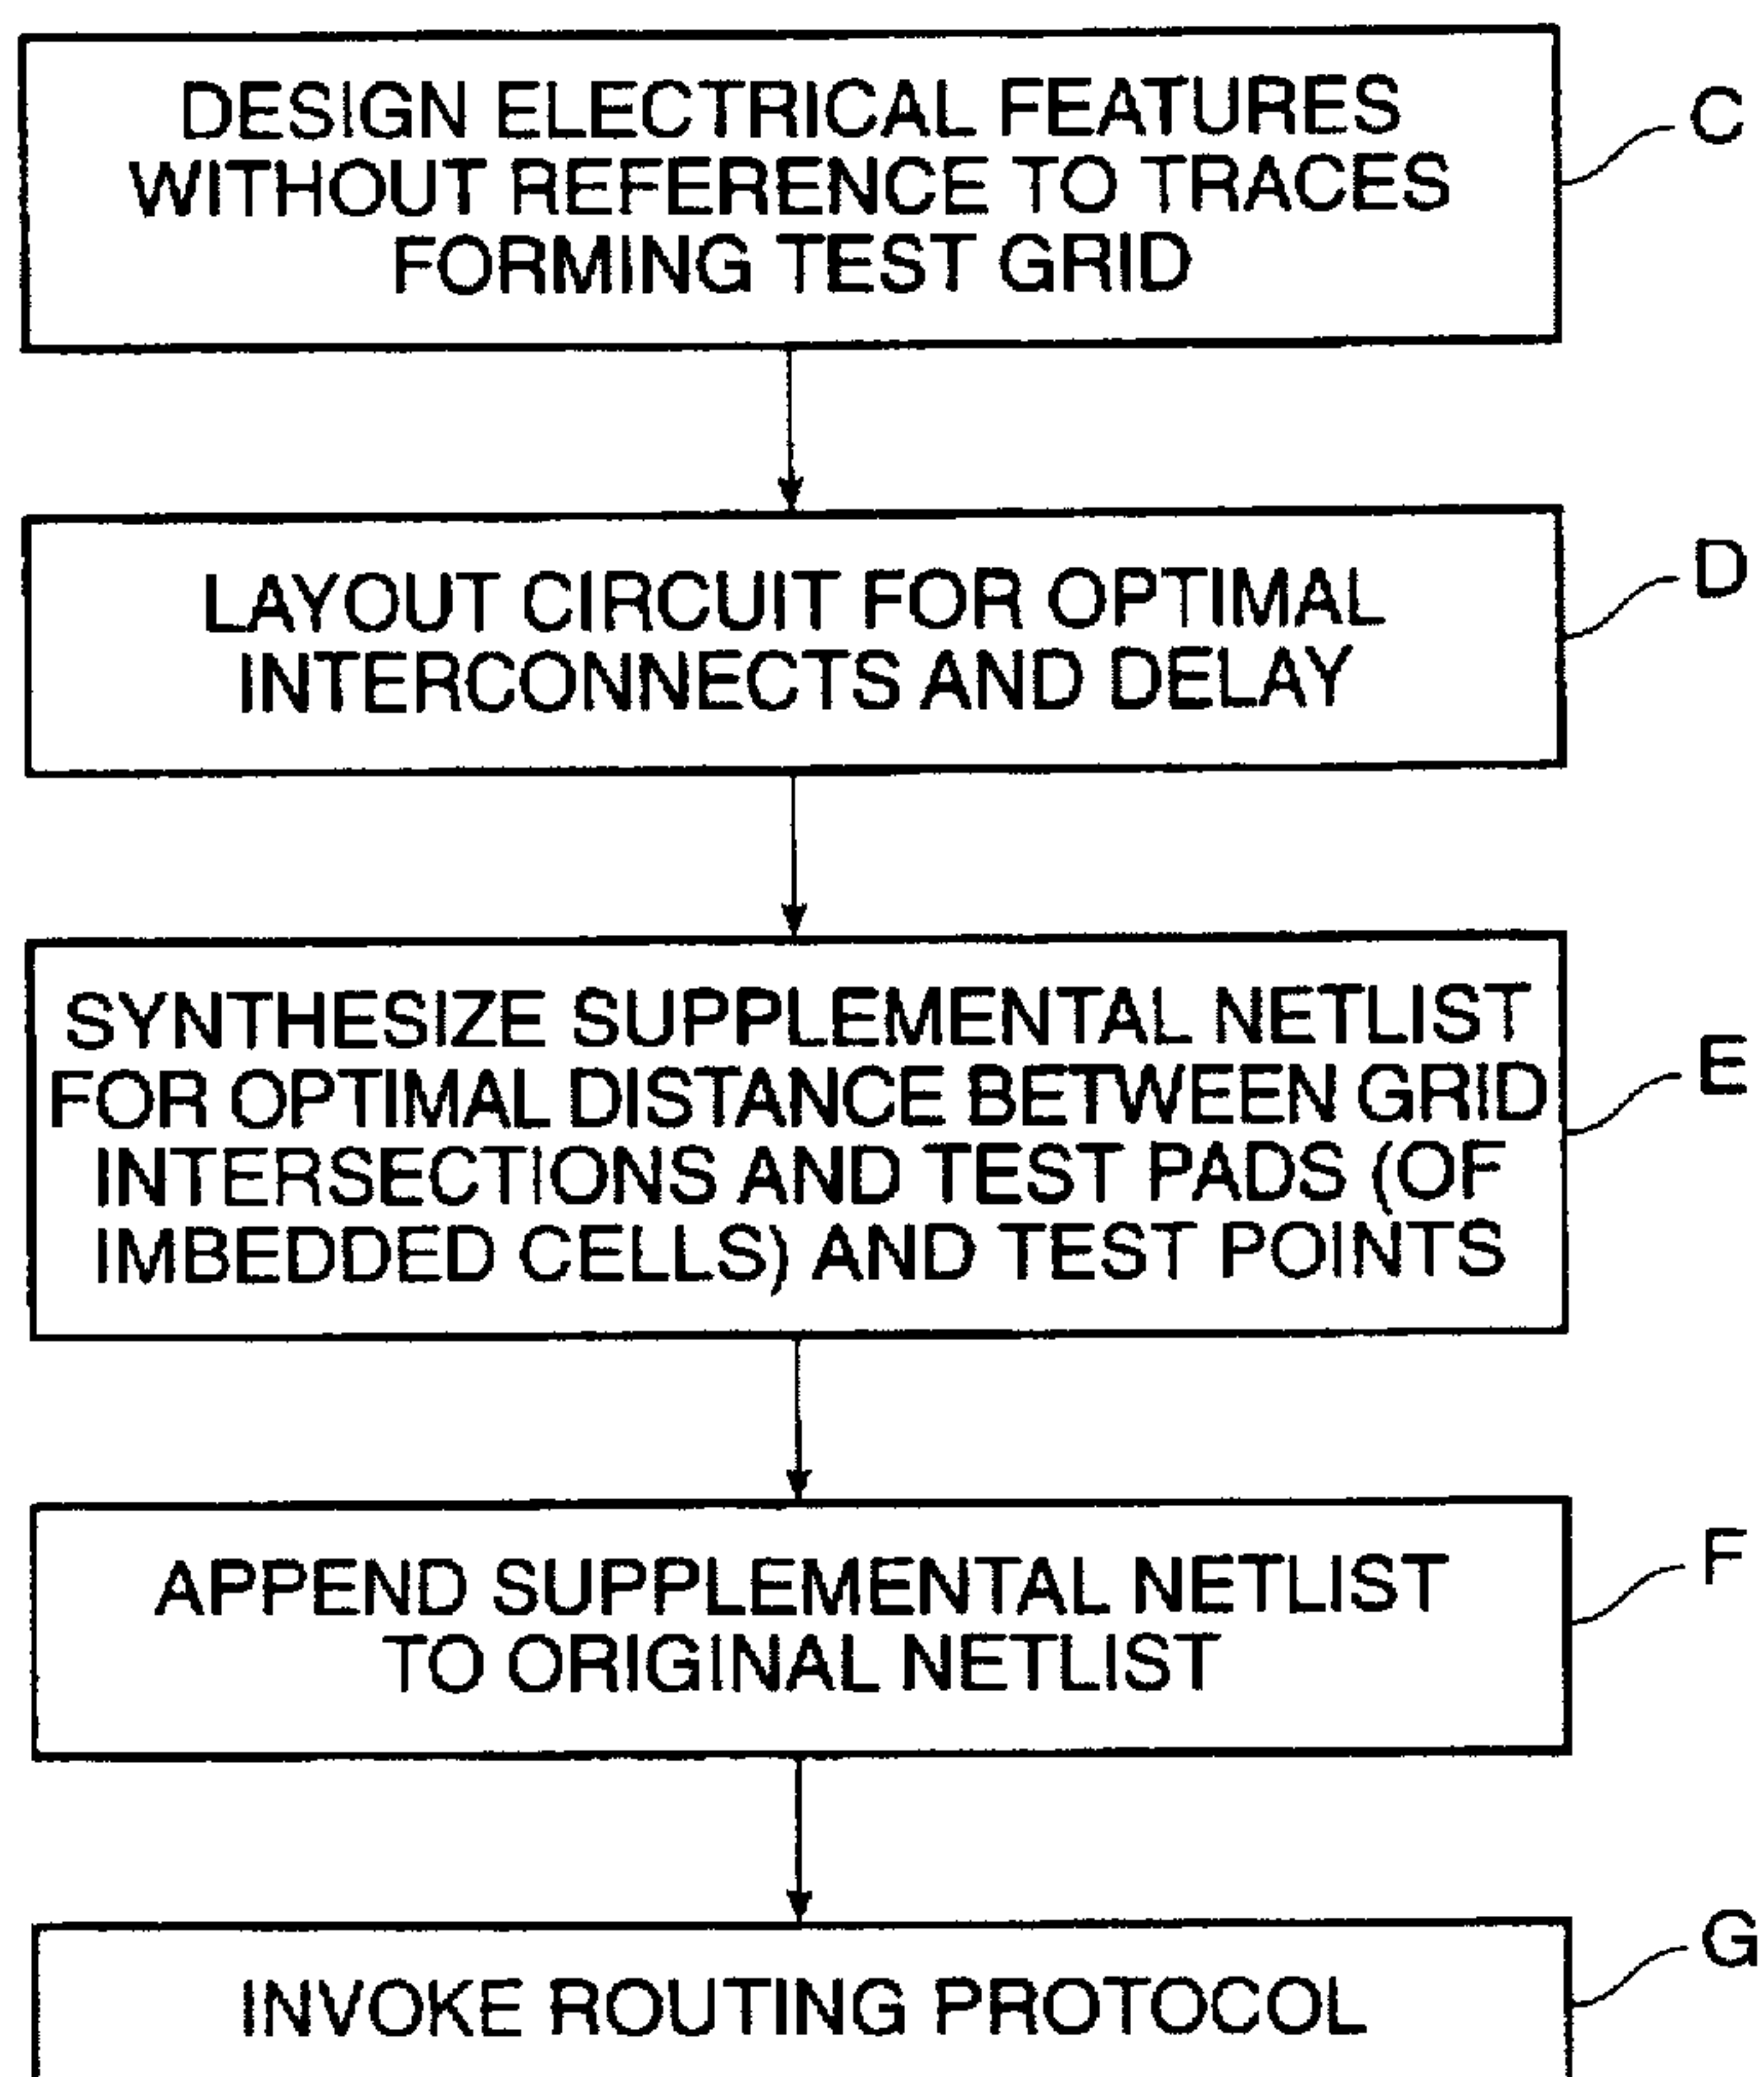 DESIGN ELECTRICAL FEATURES
WITHOUT REFERENCE TO TRACES
FORMING TEST GRID
C
LAYOUT CIRCUIT FOR OPTIMAL
INTERCONNECTS AND DELAY
D
SYNTHESIZE SUPPLEMENTAL NETLIST
FOR OPTIMAL DISTANCE BETWEEN GRID
INTERSECTIONS AND TEST PADS (OF
IMBEDDED CELLS) AND TEST POINTS
E
APPEND SUPPLEMENTAL NETLIST
TO ORIGINAL NETLIST
F
INVOKE ROUTING PROTOCOL
G